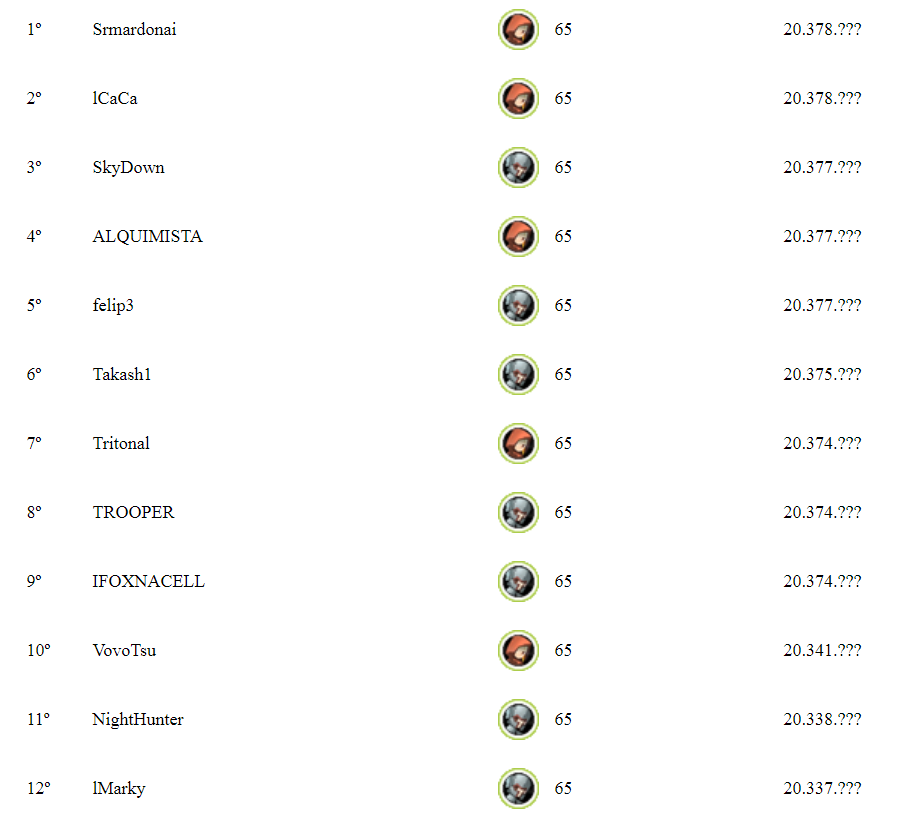 1º Srmardonai 65 20.378.???
2º lCaCa 65 20.378.???
3º SkyDown 65 20.377.???
4º ALQUIMISTA 65 20.377.???
5º felip3 65 20.377.???
6º Takash1 65 20.375.???
7º Tritonal 65 20.374.???
8º TROOPER 65 20.374.???
9º IFOXNACELL 65 20.374.???
10º VovoTsu 65 20.341.???
11º NightHunter 65 20.338.???
12º lMarky 65 20.337.???